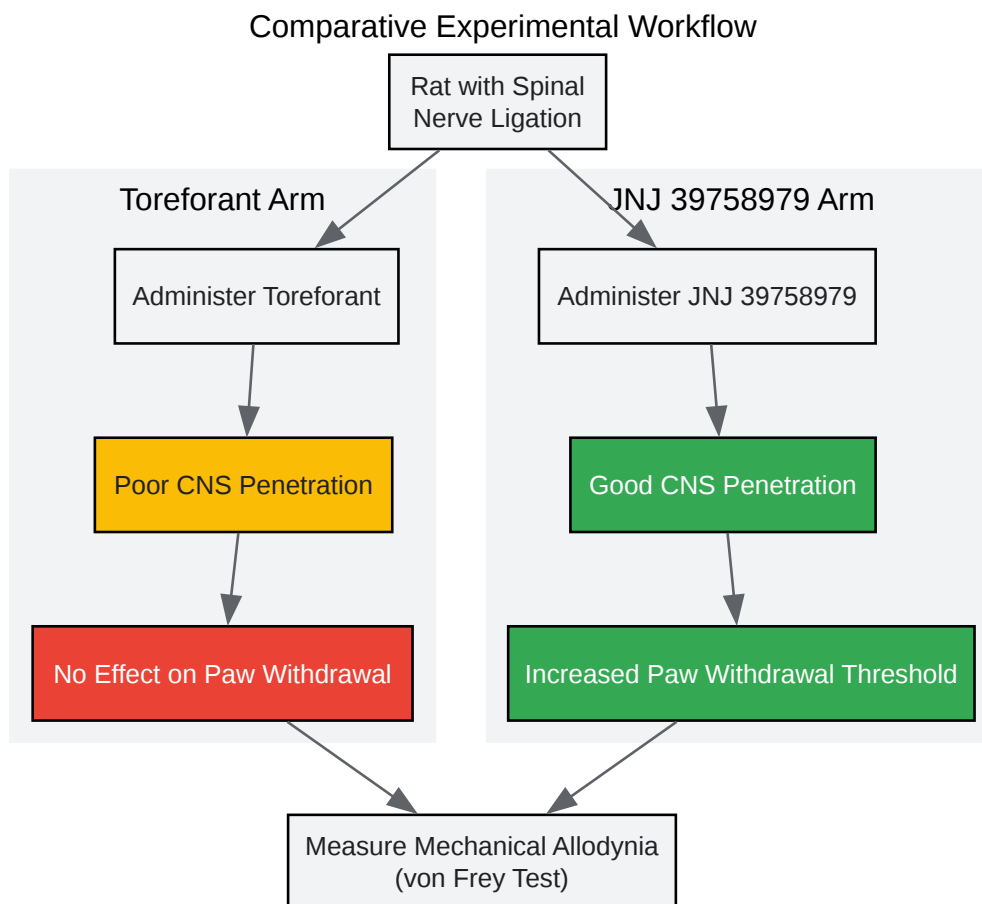 Comparative Experimental Workflow
Rat with Spinal
Nerve Ligation
Toreforant Arm
JNJ 39758979 Arm
Administer Toreforant
Administer JNJ 39758979
Poor CNS Penetration
Good CNS Penetration
No Effect on Paw Withdrawal
Increased Paw Withdrawal Threshold
Measure Mechanical Allodynia
(von Frey Test)